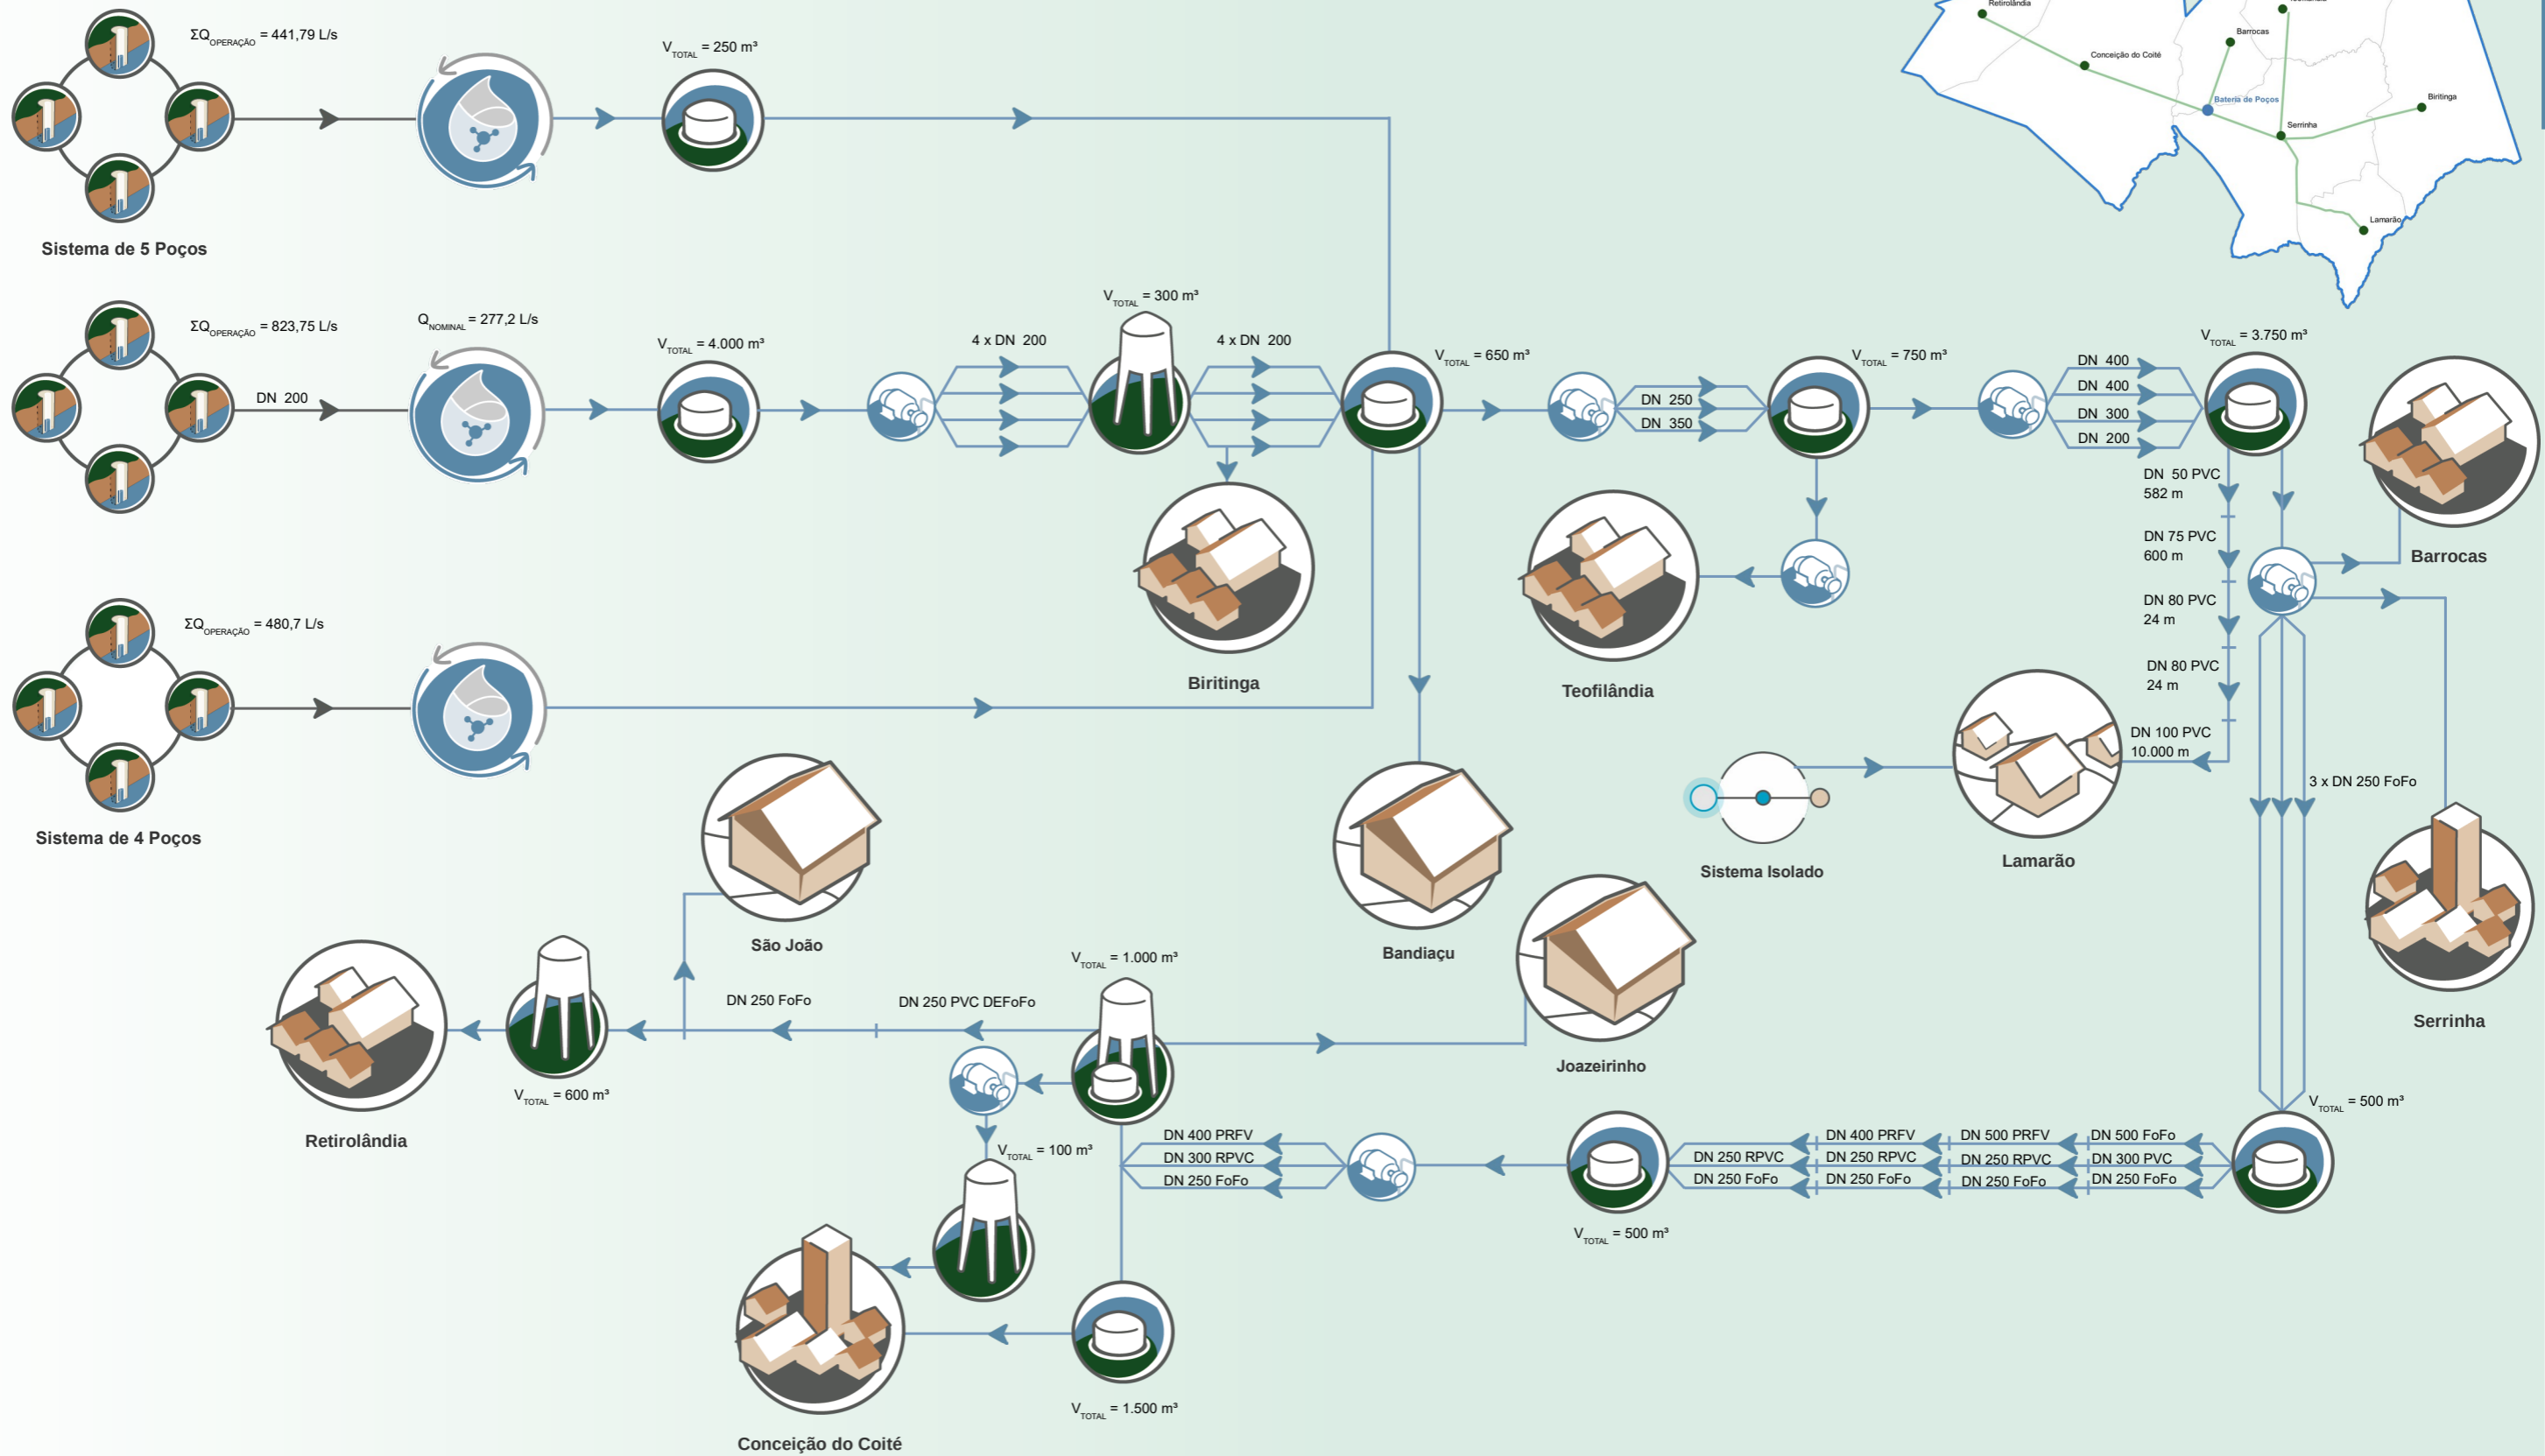 ΣQOPERAÇÃO = 441,79 L/s
VTOTAL = 250 m³
Sistema de 5 Poços
Retirolândia
Barrocas
Conceição do Coité
Bateria de Poços
Biritinga
Serrinha
Lamarão
ΣQOPERAÇÃO = 823,75 L/s
DN 200
QNOMINAL = 277,2 L/s
VTOTAL = 4.000 m³
4 x DN 200
VTOTAL = 300 m³
4 x DN 200
VTOTAL = 650 m³
DN 250
DN 350
VTOTAL = 750 m³
DN 400
DN 400
DN 300
DN 200
VTOTAL = 3.750 m³
Biritinga
Teofilândia
Barrocas
DN 50 PVC
582 m
DN 75 PVC
600 m
DN 80 PVC
24 m
DN 80 PVC
24 m
DN 100 PVC
10.000 m
ΣQOPERAÇÃO = 480,7 L/s
Sistema de 4 Poços
Sistema Isolado
Lamarão
3 x DN 250 FoFo
Serrinha
São João
Bandiaçu
Joazeirinho
Retirolândia
VTOTAL = 600 m³
DN 250 FoFo
DN 250 PVC DEFoFo
VTOTAL = 1.000 m³
VTOTAL = 100 m³
DN 400 PRFV
DN 300 RPVC
DN 250 FoFo
VTOTAL = 500 m³
DN 400 PRFV
DN 500 PRFV
DN 500 FoFo
DN 250 RPVC
DN 250 RPVC
DN 250 RPVC
DN 300 PVC
DN 250 FoFo
DN 250 FoFo
DN 250 FoFo
DN 250 FoFo
VTOTAL = 500 m³
VTOTAL = 1.500 m³
Conceição do Coité